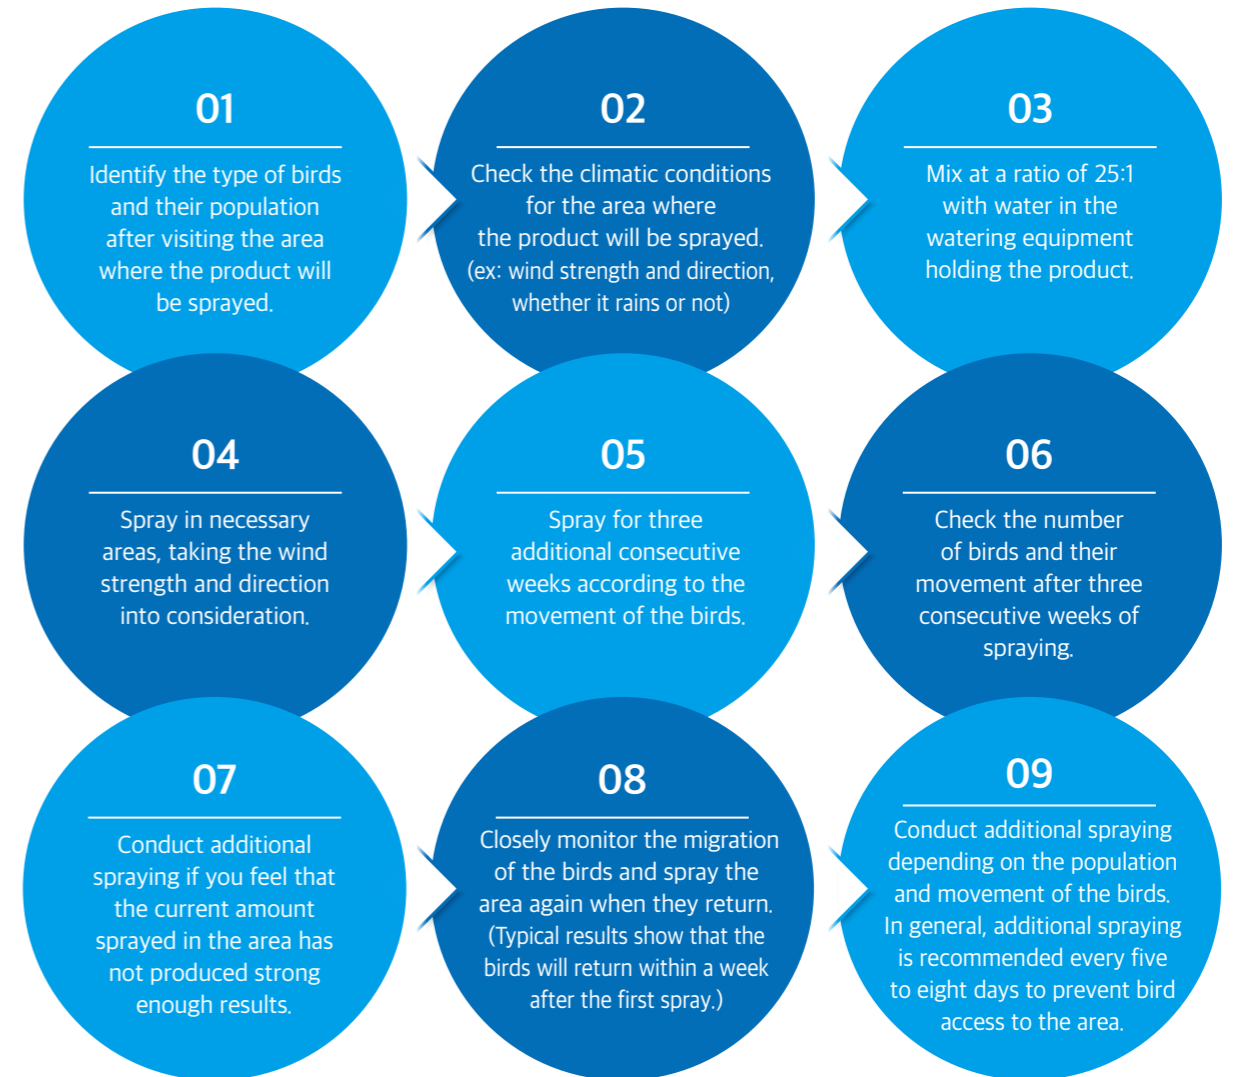 01
Identify the type of birds
and their population
after visiting the area
where the product will
be sprayed.
02
Check the climatic conditions
for the area where
the product will be sprayed.
(ex: wind strength and direction,
whether it rains or not)
03
Mix at a ratio of 25:1
with water in the
watering equipment
holding the product.
04
Spray in necessary
areas, taking the wind
strength and direction
into consideration.
05
Spray for three
additional consecutive
weeks according to the
movement of the birds.
06
Check the number
of birds and their
movement after three
consecutive weeks of
spraying.
07
Conduct additional
spraying if you feel that
the current amount
sprayed in the area has
not produced strong
enough results.
08
Closely monitor the migration
of the birds and spray the
area again when they return.
(Typical results show that the
birds will return within a week
after the first spray.)
09
Conduct additional spraying
depending on the population
and movement of the birds.
In general, additional spraying
is recommended every five
to eight days to prevent bird
access to the area.